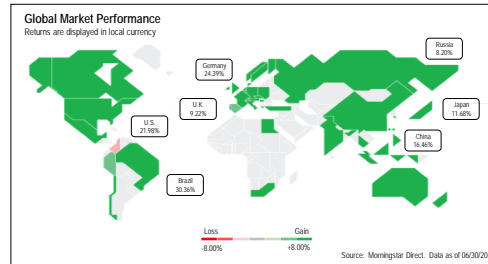 Global Market Performance
Returns are displayed in local currency
Russia
8.20%
Germany
24.39%
U.K.
9.22%
Japan
11.68%
U.S.
21.98%
China
16.46%
Brazil
30.36%
Loss Gain
-8.00% +8.00%
Source: Morningstar Direct. Data as of 06/30/20